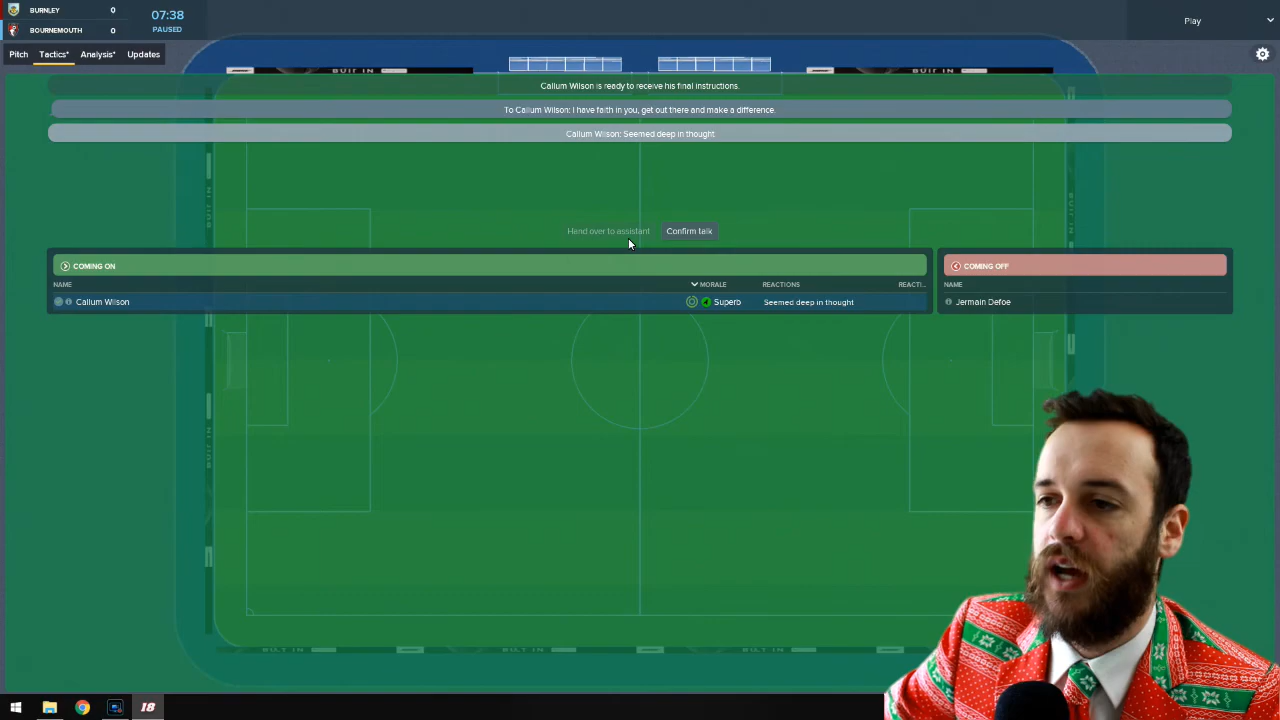 BURNLEY 0
BOURNEMOUTH 0
07:38
PAUSED
Play
Pitch Tactics* Analysis* Updates
Callum Wilson is ready to receive his final instructions.
To Callum Wilson: I have faith in you, get out there and make a difference.
Callum Wilson: Seemed deep in thought.
Hand over to assistant Confirm talk
COMING ON
NAME MORALE REACTIONS REACTI...
Callum Wilson Superb Seemed deep in thought
COMING OFF
NAME
Jermain Defoe
18